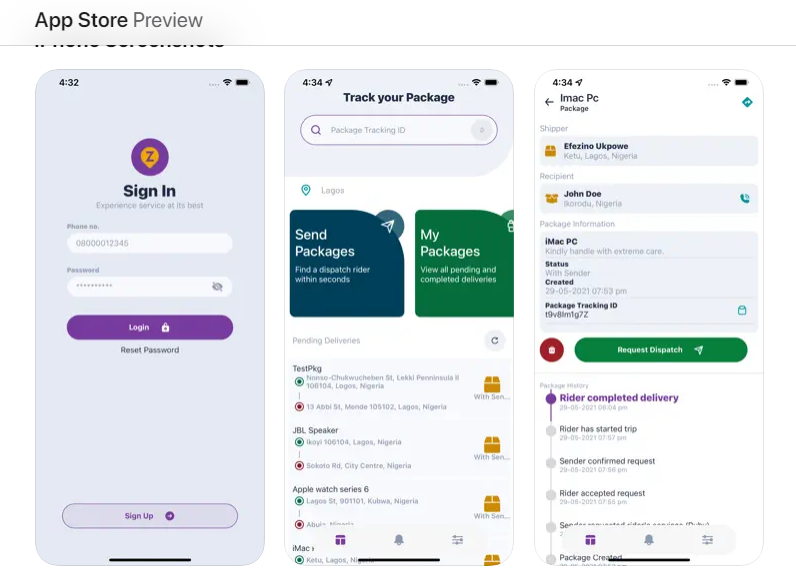 App Store Preview
iPhone Screenshots
4:32
Z
Sign In
Experience service at its best
Phone no.
08000012345
Password
**********
Login
Reset Password
Sign Up
4:34
Track your Package
Package Tracking ID
Lagos
Send
Packages
Find a dispatch rider
within seconds
My
Packages
View all pending and
completed deliveries
Pending Deliveries
TestPkg
Nonso-Chukwucheben St, Lekki Penninsula II
106104, Lagos, Nigeria
With Sen...
13 Abbi St, Mende 105102, Lagos, Nigeria
JBL Speaker
Ikoyi 106104, Lagos, Nigeria
With Sen...
Sokoto Rd, City Centre, Nigeria
Apple watch series 6
Lagos St, 901101, Kubwa, Nigeria
With Sen...
Abuja, Nigeria
iMac
Ketu, Lagos, Nigeria
4:34
Imac Pc
Package
Shipper
Efezino Ukpowe
Ketu, Lagos, Nigeria
Recipient
John Doe
Ikorodu, Nigeria
Package Information
iMac PC
Kindly handle with extreme care.
Status
With Sender
Created
29-05-2021 07:53 pm
Package Tracking ID
t9v8lm1g7Z
Request Dispatch
Package History
Rider completed delivery
29-05-2021 08:04 pm
Rider has started trip
29-05-2021 07:57 pm
Sender confirmed request
29-05-2021 07:56 pm
Rider accepted request
29-05-2021 07:55 pm
Sender requested rider's service (Ruby)
Package Created